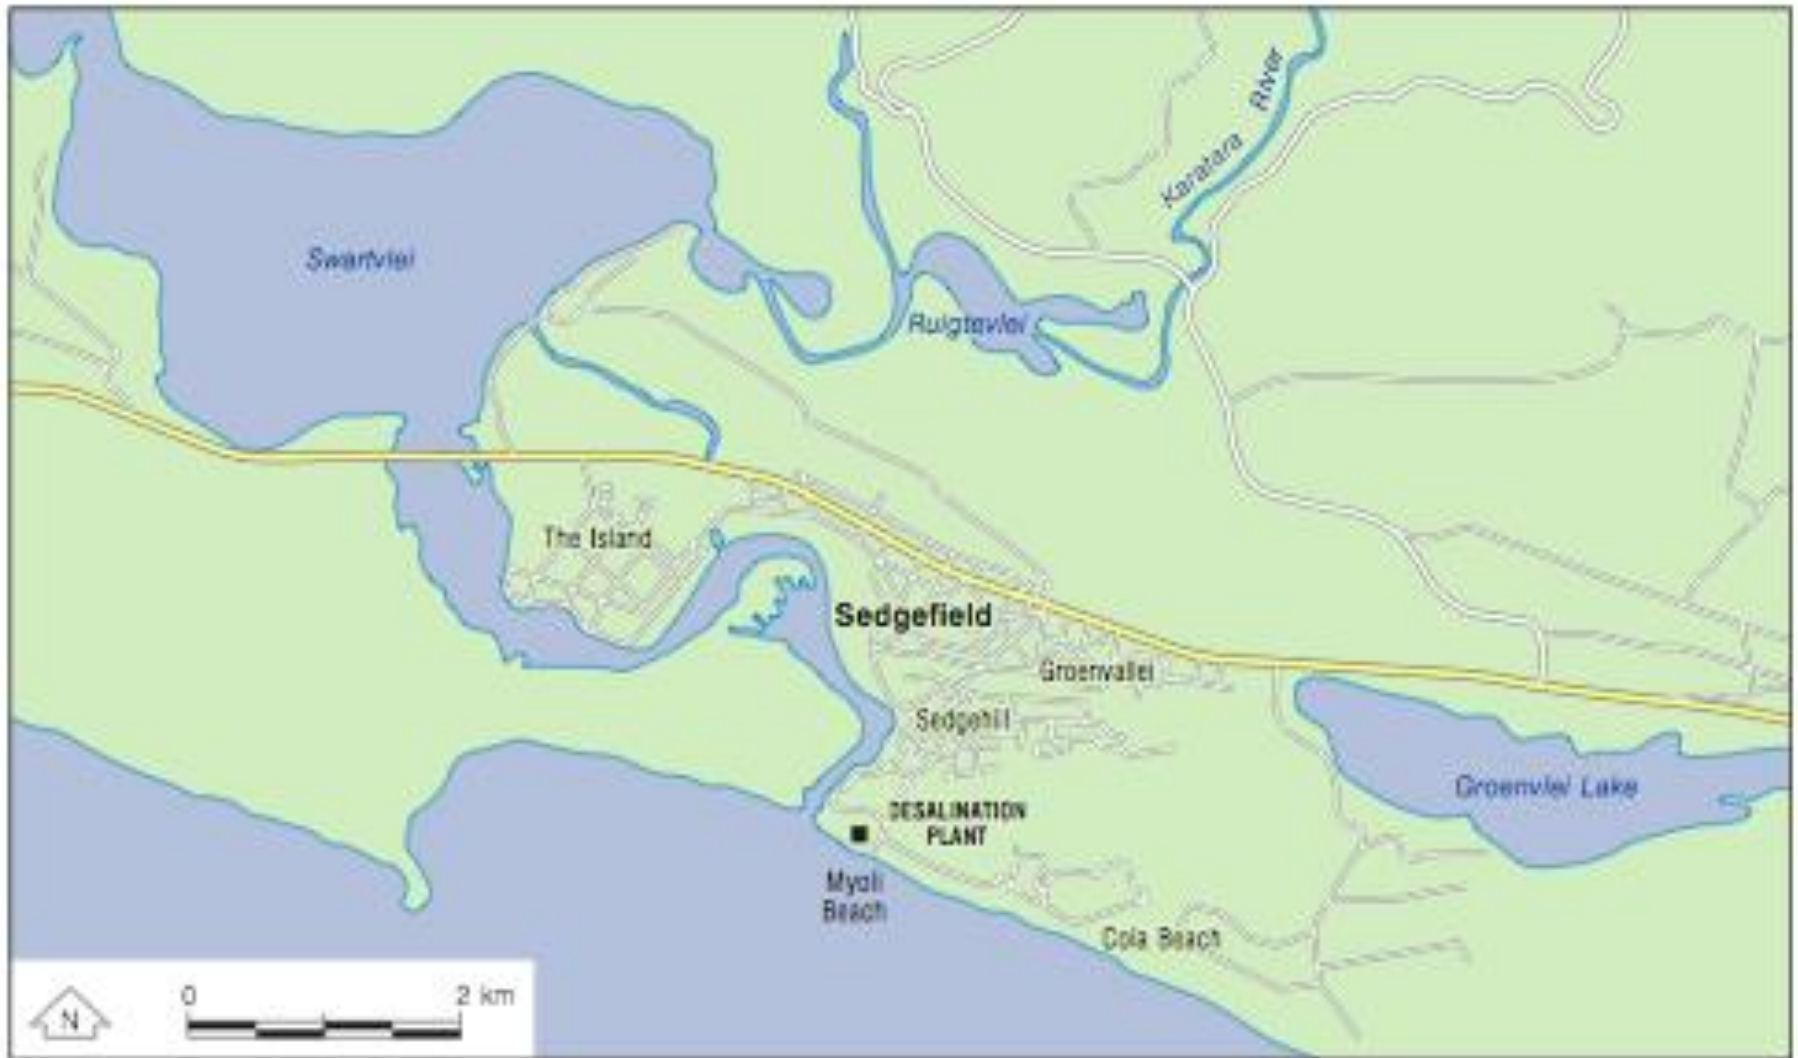 Karatara River
Swartvlei
Ruigtevlei
The Island
Sedgefield
Groenvallei
Sedgehill
Groenvlei Lake
DESALINATION
PLANT
Myoli
Beach
Cola Beach
0 2 km
N